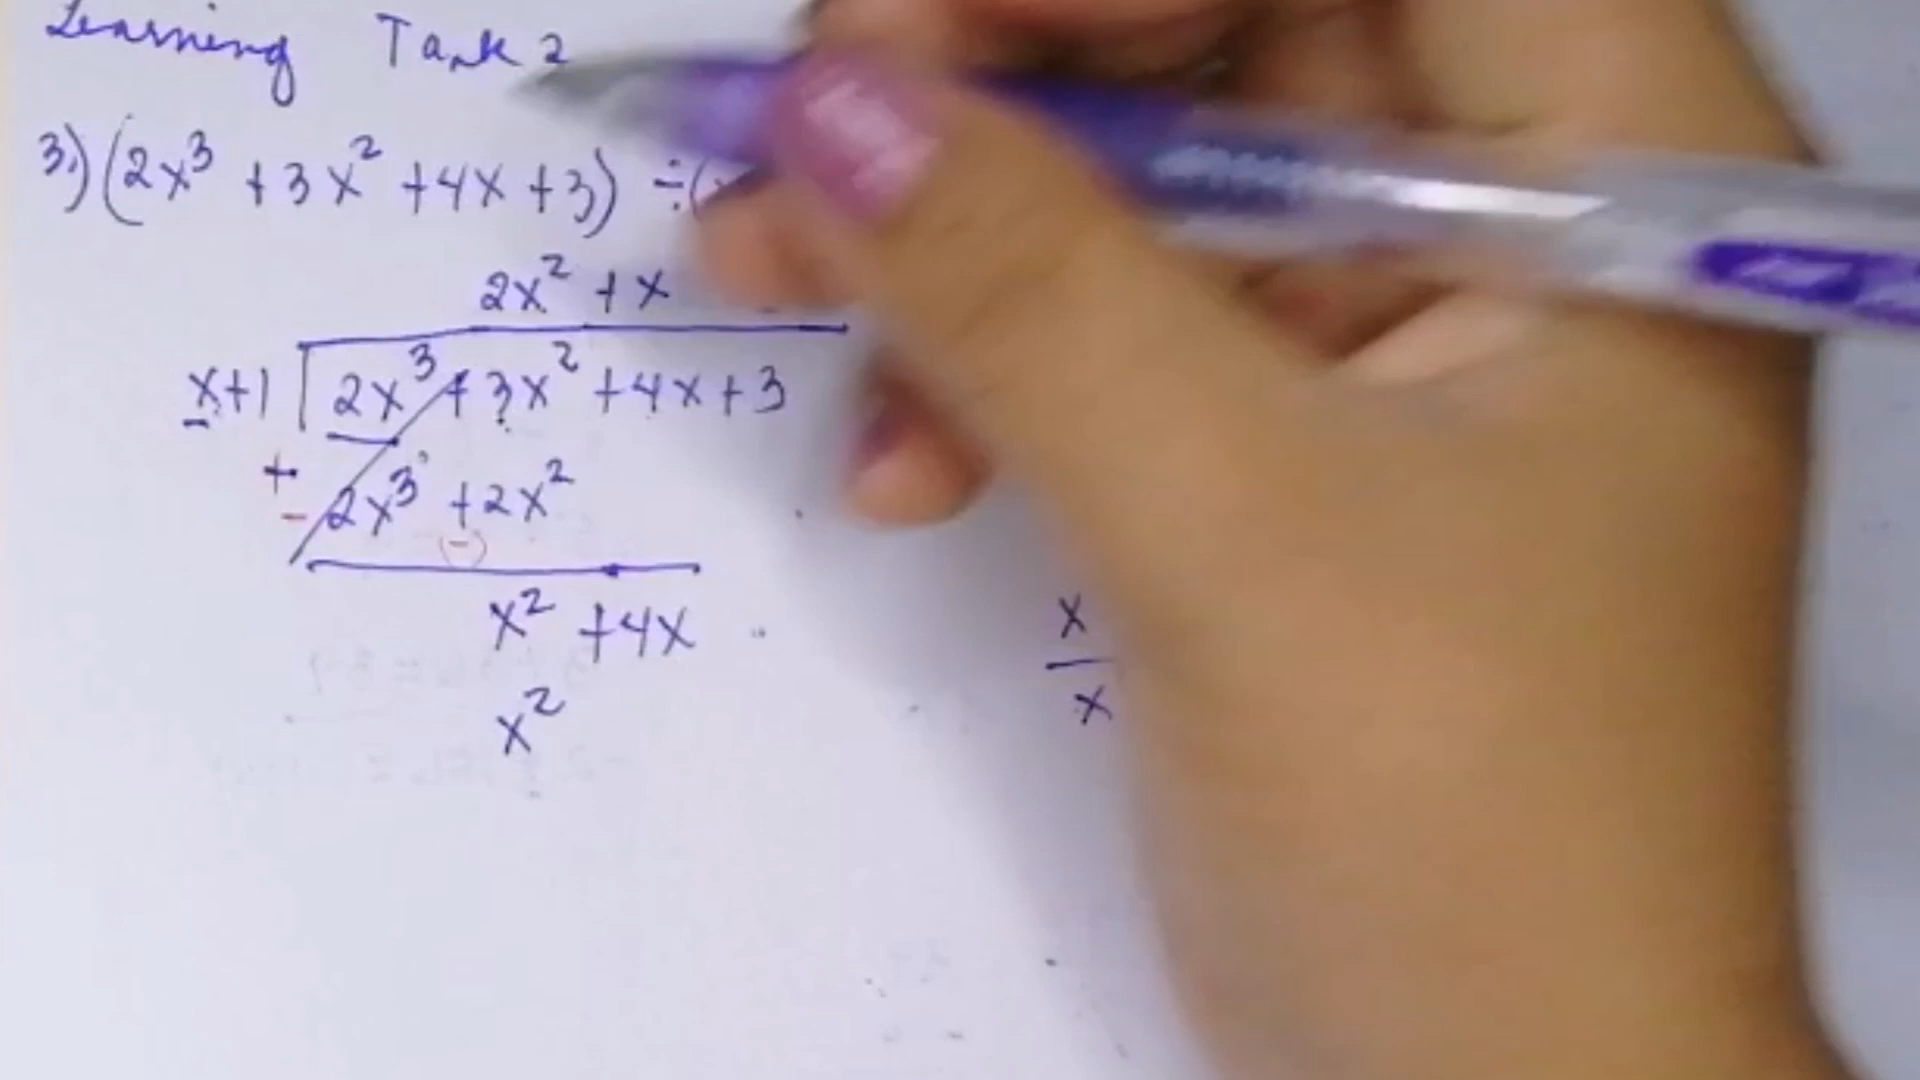 Learning Task 2
3.) (2x³ + 3x² + 4x + 3) ÷ (
2x² + x
x+1 2x³ + 3x² + 4x + 3
+
- 2x³ + 2x²
(-)
x² + 4x
x
x²
x